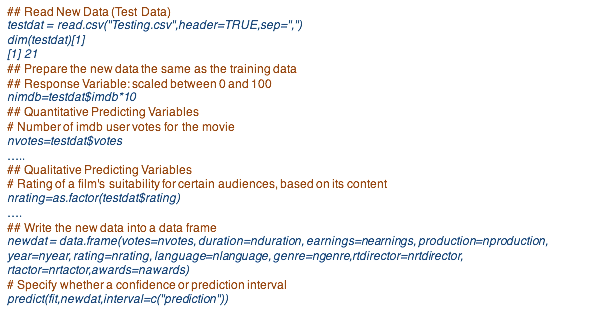 ## Read New Data (Test Data)
testdat = read.csv("Testing.csv",header=TRUE,sep=",")
dim(testdat)[1]
[1] 21
## Prepare the new data the same as the training data
## Response Variable: scaled between 0 and 100
nimdb=testdat$imdb*10
## Quantitative Predicting Variables
# Number of imdb user votes for the movie
nvotes=testdat$votes
…..
## Qualitative Predicting Variables
# Rating of a film's suitability for certain audiences, based on its content
nrating=as.factor(testdat$rating)
….
## Write the new data into a data frame
newdat = data.frame(votes=nvotes, duration=nduration, earnings=nearnings, production=nproduction,
year=nyear, rating=nrating, language=nlanguage, genre=ngenre,rtdirector=nrtdirector,
rtactor=nrtactor,awards=nawards)
# Specify whether a confidence or prediction interval
predict(fit,newdat,interval=c("prediction"))